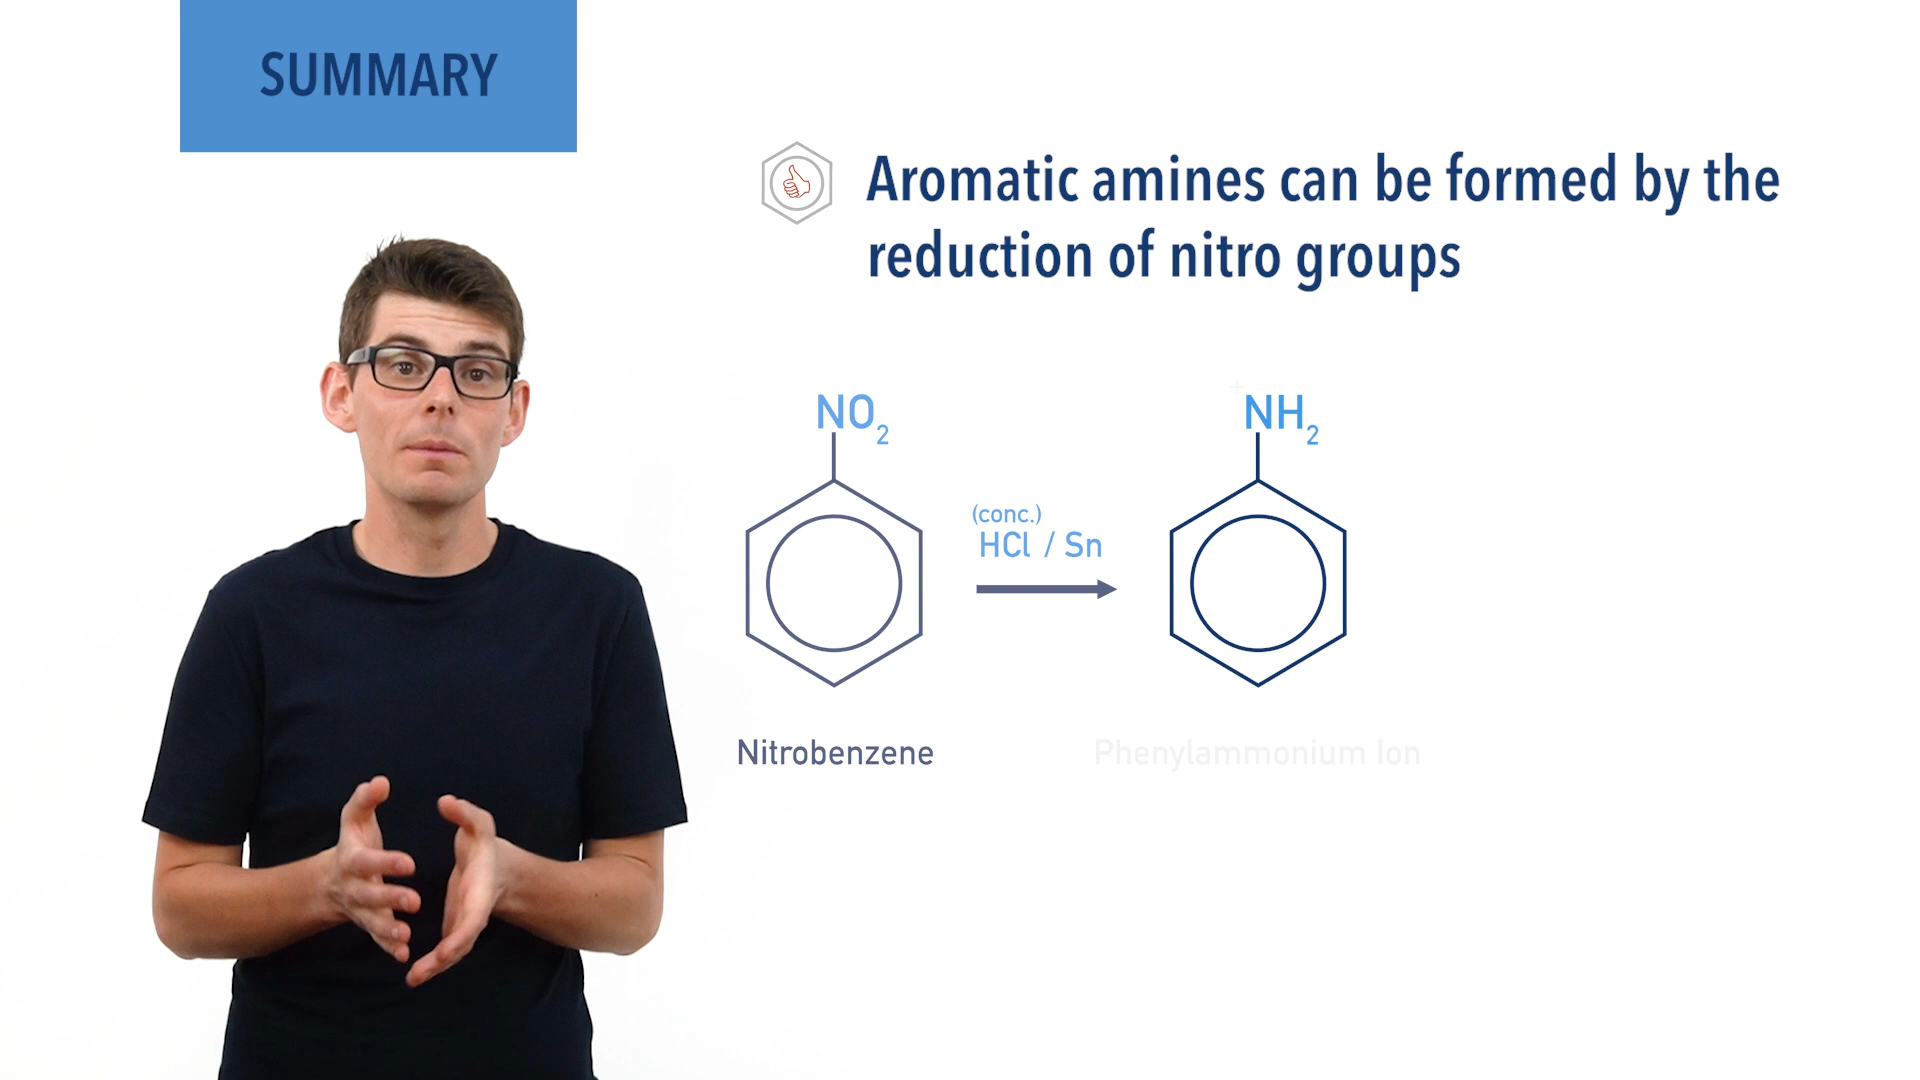 SUMMARY
Aromatic amines can be formed by the
reduction of nitro groups
NO2
+
NH2
(conc.)
HCl / Sn
Nitrobenzene
Phenylammonium Ion